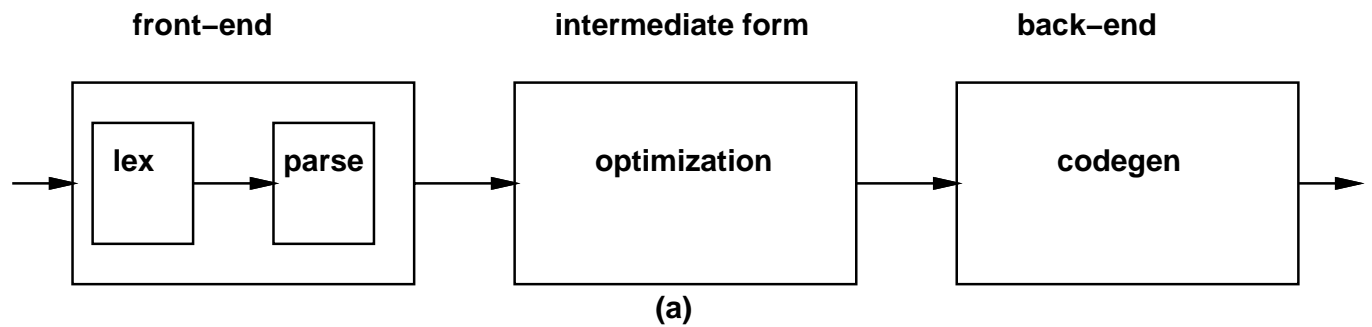 front−end
intermediate form
back−end
lex
parse
optimization
codegen
(a)